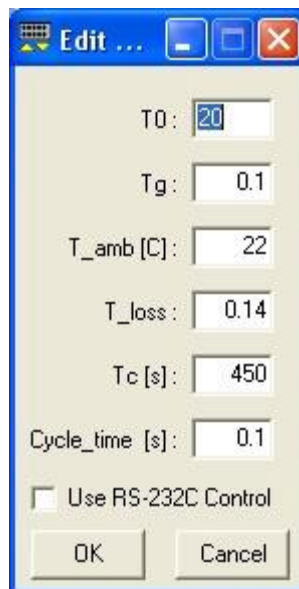 Edit ...
T0: 20
Tg: 0.1
T_amb [C]: 22
T_loss: 0.14
Tc [s]: 450
Cycle_time [s]: 0.1
Use RS-232C Control
OK Cancel